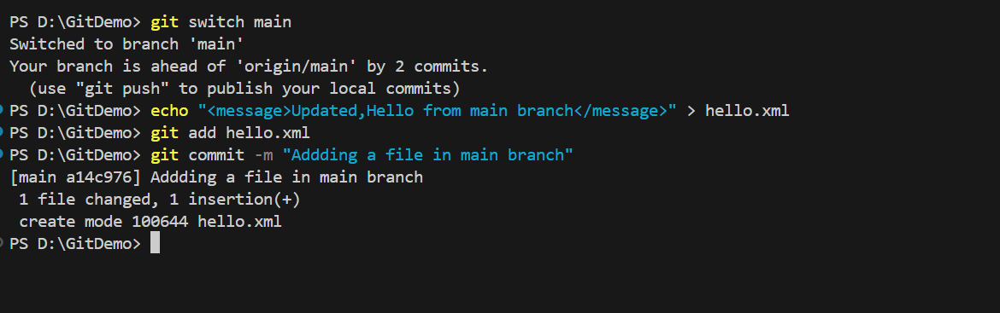 PS D:\GitDemo> git switch main
Switched to branch 'main'
Your branch is ahead of 'origin/main' by 2 commits.
  (use "git push" to publish your local commits)
PS D:\GitDemo> echo "<message>Updated,Hello from main branch</message>" > hello.xml
PS D:\GitDemo> git add hello.xml
PS D:\GitDemo> git commit -m "Addding a file in main branch"
[main a14c976] Addding a file in main branch
 1 file changed, 1 insertion(+)
 create mode 100644 hello.xml
PS D:\GitDemo>